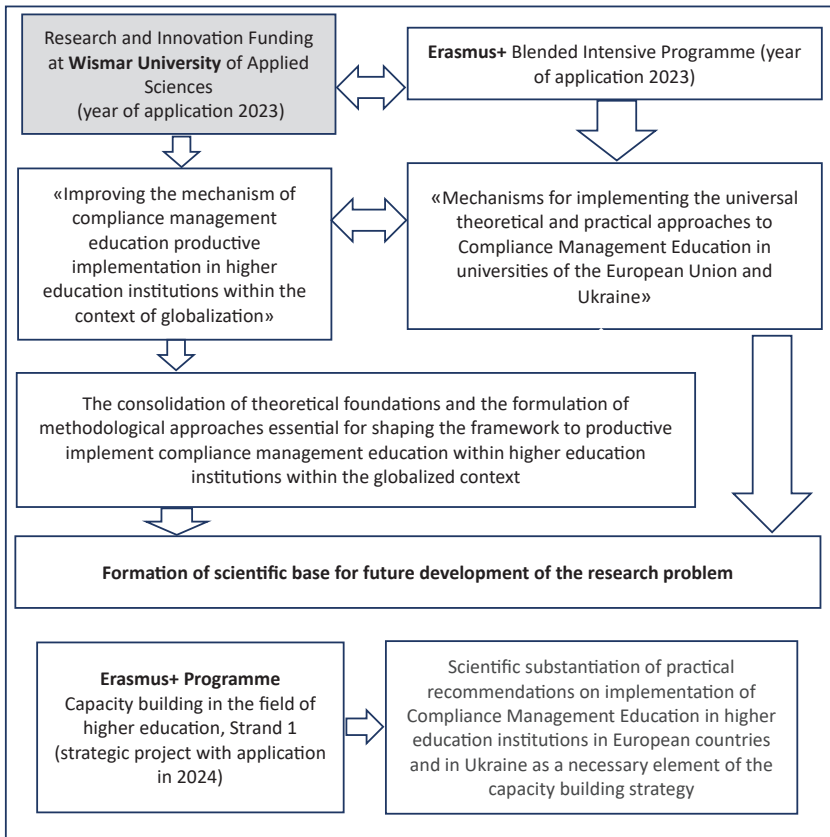 Research and Innovation Funding
at Wismar University of Applied
Sciences
(year of application 2023)
Erasmus+ Blended Intensive Programme (year
of application 2023)
«Improving the mechanism of
compliance management
education productive
implementation in higher
education institutions within the
context of globalization»
«Mechanisms for implementing the universal
theoretical and practical approaches to
Compliance Management Education in
universities of the European Union and
Ukraine»
The consolidation of theoretical foundations and the formulation of
methodological approaches essential for shaping the framework to productive
implement compliance management education within higher education
institutions within the globalized context
Formation of scientific base for future development of the research problem
Erasmus+ Programme
Capacity building in the field of
higher education, Strand 1
(strategic project with application
in 2024)
Scientific substantiation of practical
recommendations on implementation of
Compliance Management Education in higher
education institutions in European countries
and in Ukraine as a necessary element of the
capacity building strategy